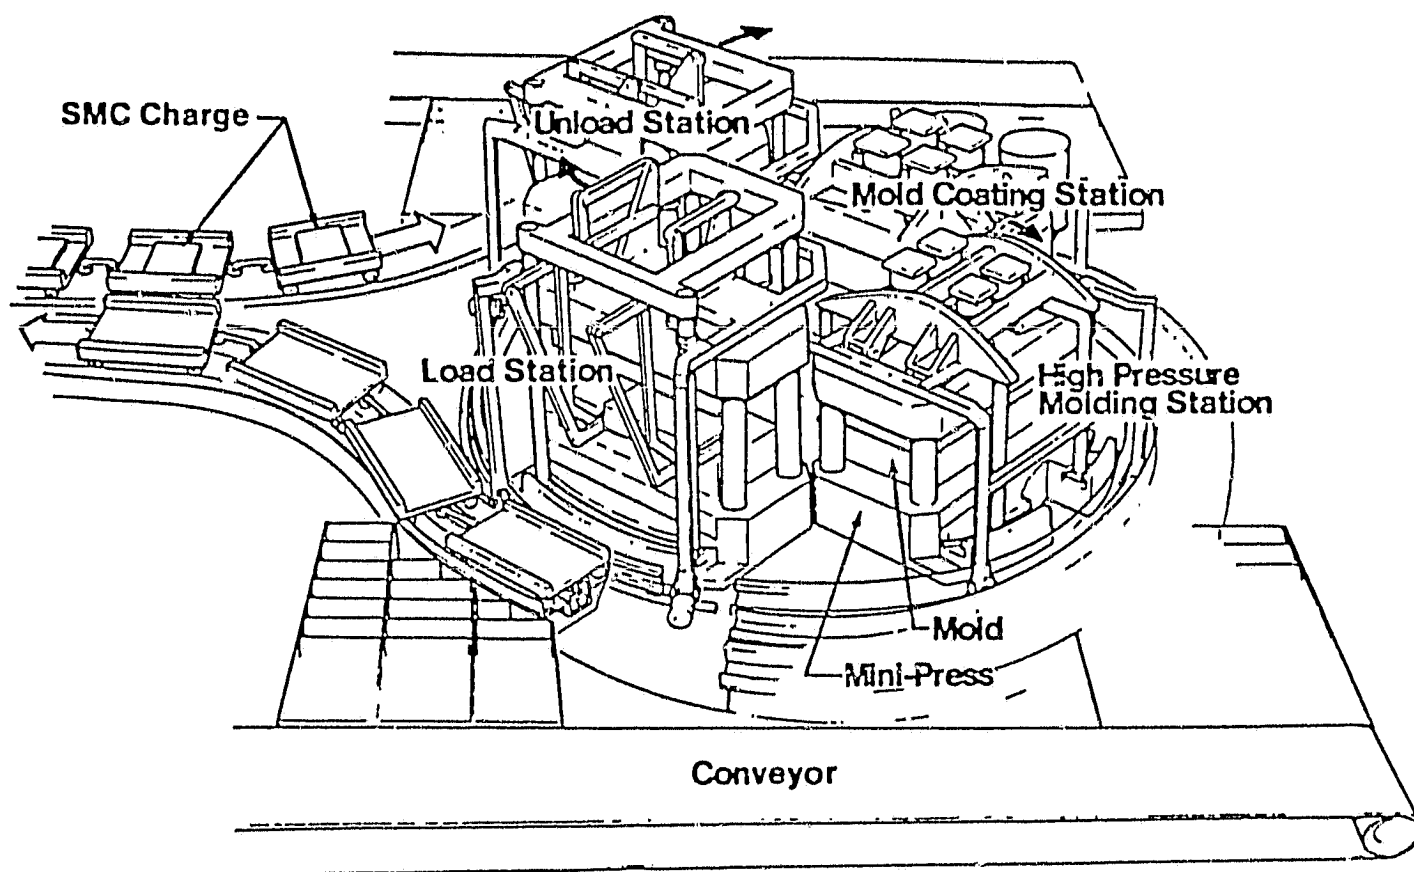 SMC Charge
Unload Station
Mold Coating Station
Load Station
High Pressure
Molding Station
Mold
Mini-Press
Conveyor